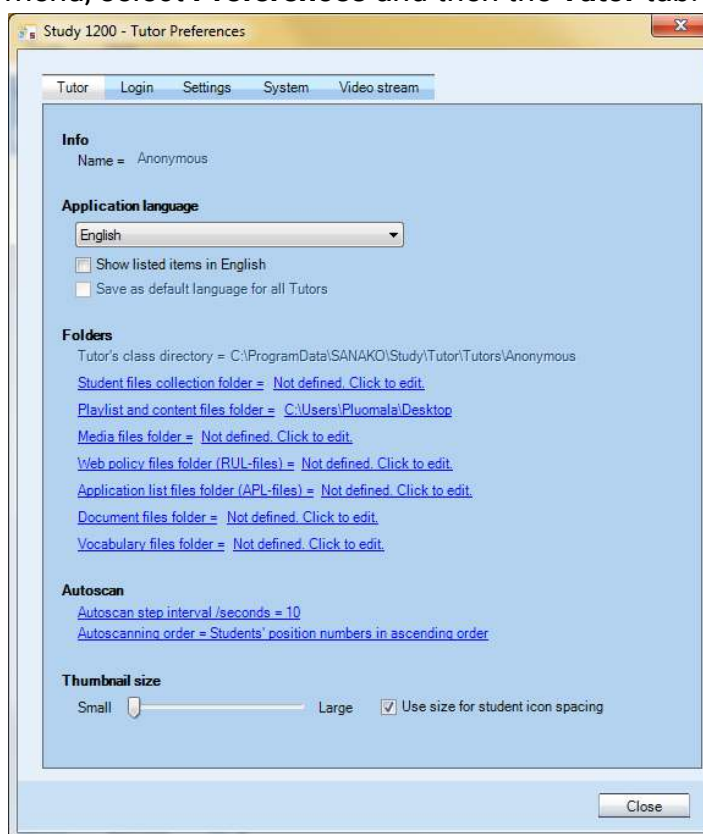 menu, select Preferences and then the Tutor tab.
Study 1200 - Tutor Preferences
Tutor Login Settings System Video stream
Info
Name = Anonymous
Application language
English
Show listed items in English
Save as default language for all Tutors
Folders
Tutor's class directory = C:\ProgramData\SANAKO\Study\Tutor\Tutors\Anonymous
Student files collection folder = Not defined. Click to edit.
Playlist and content files folder = C:\Users\Pluomala\Desktop
Media files folder = Not defined. Click to edit.
Web policy files folder (RUL-files) = Not defined. Click to edit.
Application list files folder (APL-files) = Not defined. Click to edit.
Document files folder = Not defined. Click to edit.
Vocabulary files folder = Not defined. Click to edit.
Autoscan
Autoscan step interval /seconds = 10
Autoscanning order = Students' position numbers in ascending order
Thumbnail size
Small Large Use size for student icon spacing
Close